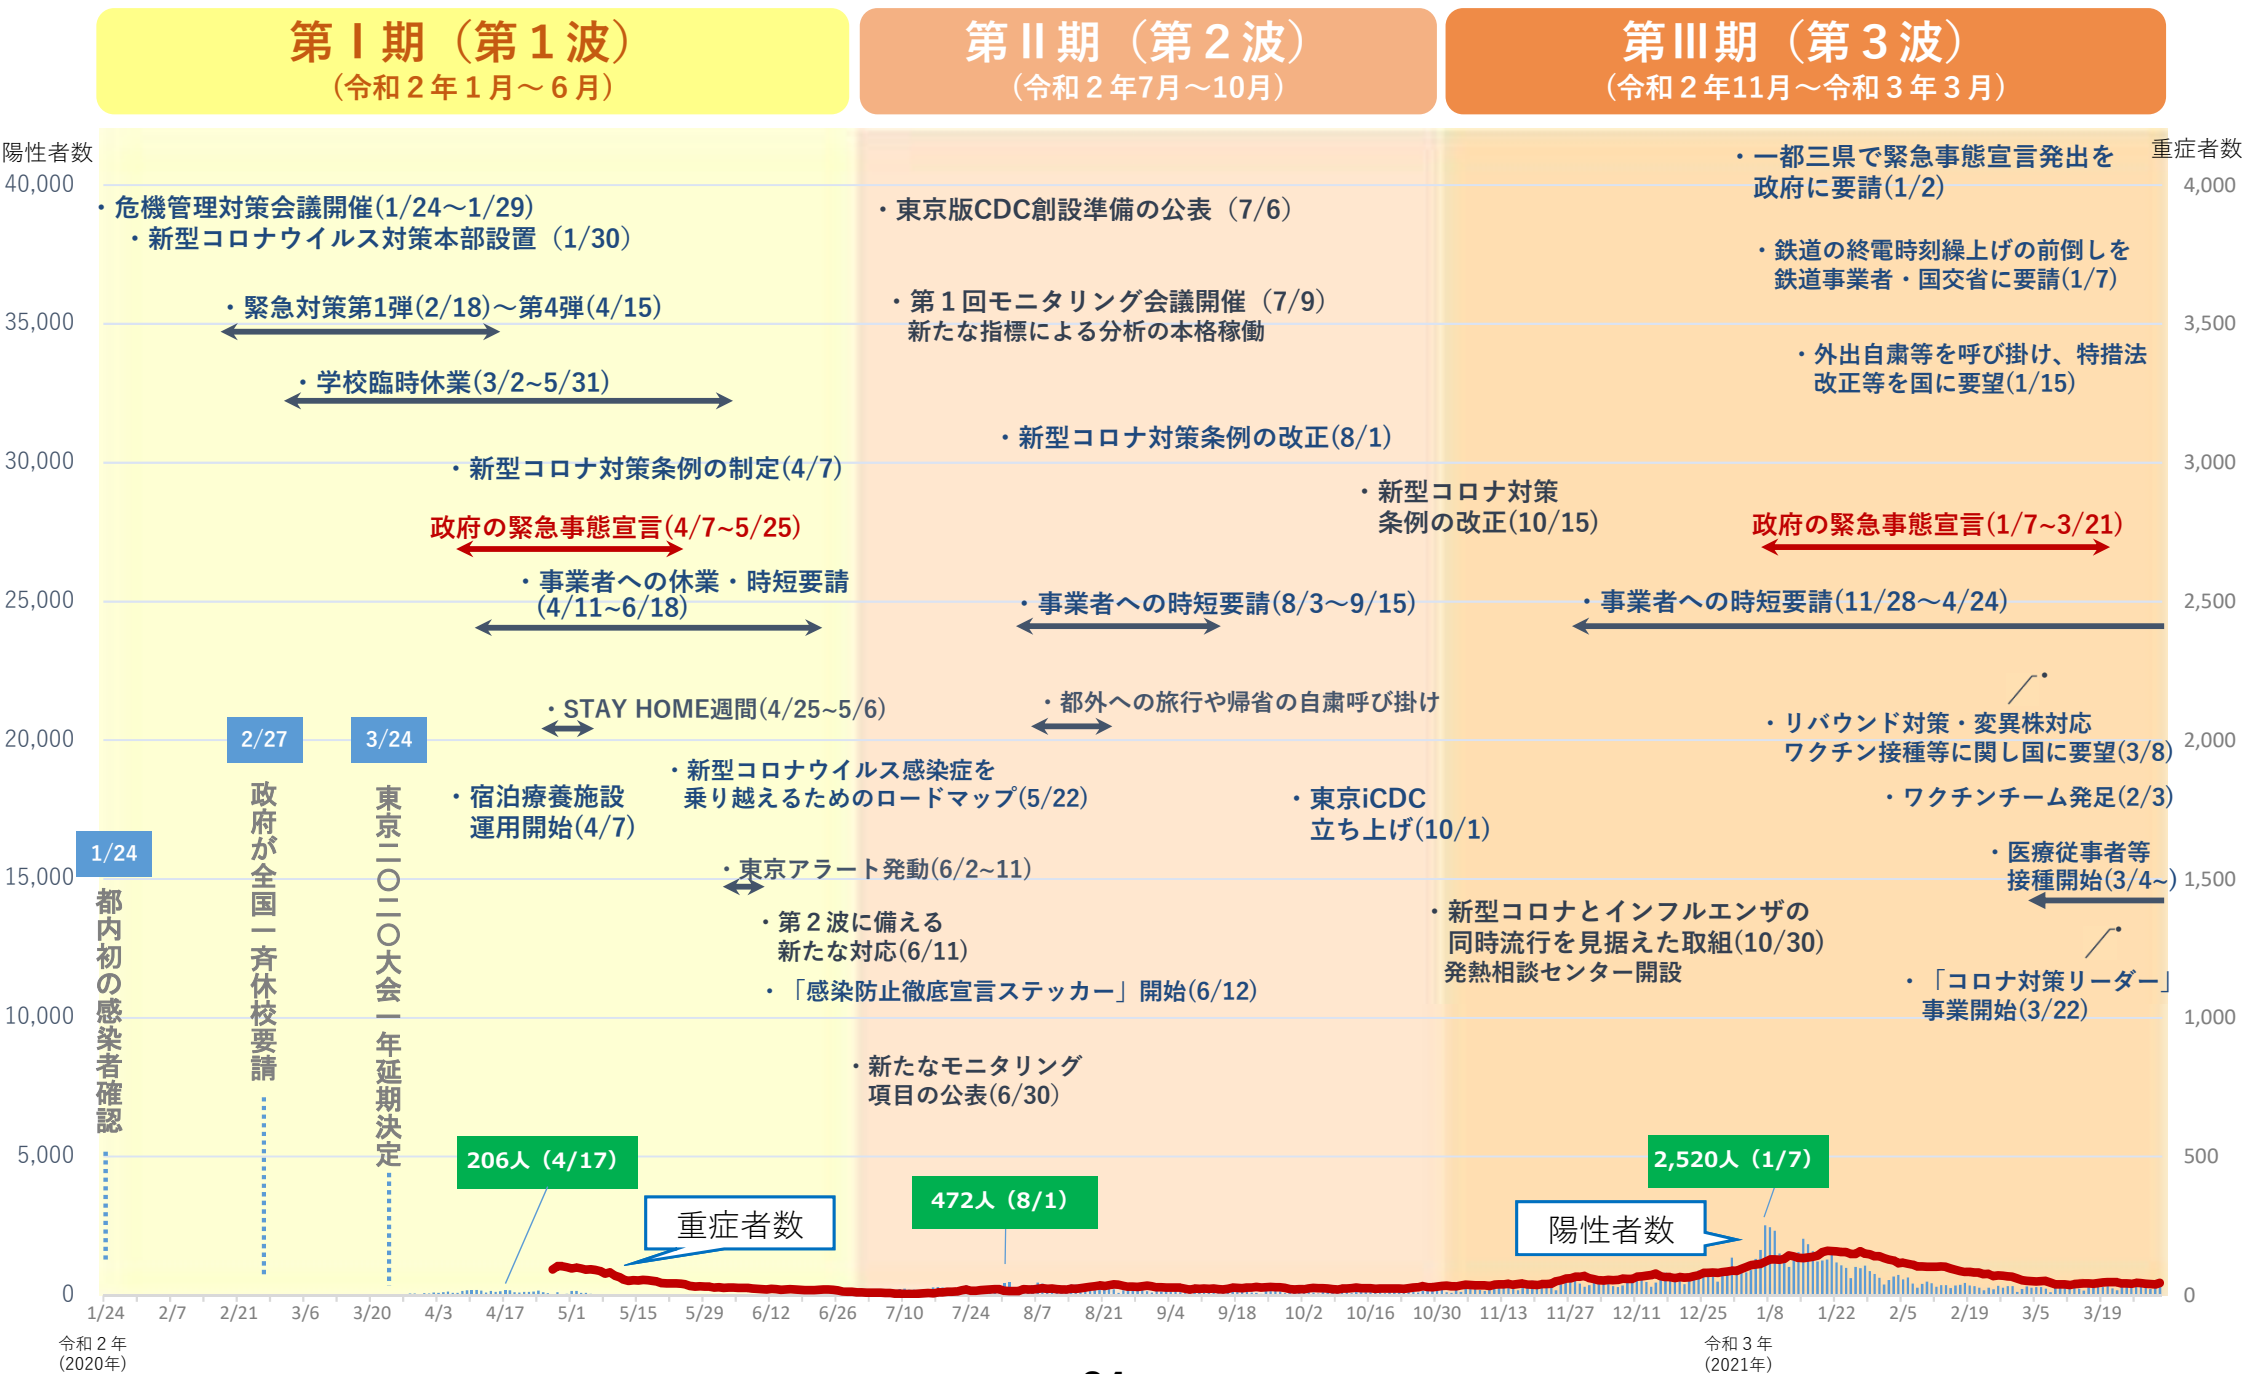 第Ⅰ期（第１波）
(令和２年１月～６月)
第Ⅱ期（第２波）
(令和２年7月～10月)
第Ⅲ期（第３波）
(令和２年11月～令和３年３月)
陽性者数
重症者数
40,000
35,000
30,000
25,000
20,000
15,000
10,000
5,000
0
4,000
3,500
3,000
2,500
2,000
1,500
1,000
500
0
・危機管理対策会議開催(1/24～1/29)
・新型コロナウイルス対策本部設置（1/30）
・緊急対策第1弾(2/18)～第4弾(4/15)
・学校臨時休業(3/2~5/31)
・新型コロナ対策条例の制定(4/7)
政府の緊急事態宣言(4/7~5/25)
・事業者への休業・時短要請
(4/11~6/18)
・STAY HOME週間(4/25~5/6)
2/27
政府が全国一斉休校要請
3/24
東京二〇二〇大会一年延期決定
1/24
都内初の感染者確認
・宿泊療養施設
運用開始(4/7)
・新型コロナウイルス感染症を
乗り越えるためのロードマップ(5/22)
・東京アラート発動(6/2~11)
・第２波に備える
新たな対応(6/11)
・「感染防止徹底宣言ステッカー」開始(6/12)
・新たなモニタリング
項目の公表(6/30)
206人（4/17）
重症者数
・東京版CDC創設準備の公表（7/6）
・第１回モニタリング会議開催（7/9）
新たな指標による分析の本格稼働
・新型コロナ対策条例の改正(8/1)
・新型コロナ対策
条例の改正(10/15)
・事業者への時短要請(8/3～9/15)
・都外への旅行や帰省の自粛呼び掛け
・東京iCDC
立ち上げ(10/1)
・新型コロナとインフルエンザの
同時流行を見据えた取組(10/30)
発熱相談センター開設
472人（8/1）
・一都三県で緊急事態宣言発出を
政府に要請(1/2)
・鉄道の終電時刻繰上げの前倒しを
鉄道事業者・国交省に要請(1/7)
・外出自粛等を呼び掛け、特措法
改正等を国に要望(1/15)
政府の緊急事態宣言(1/7~3/21)
・事業者への時短要請(11/28～4/24)
・リバウンド対策・変異株対応
ワクチン接種等に関し国に要望(3/8)
・ワクチンチーム発足(2/3)
・医療従事者等
接種開始(3/4~)
・「コロナ対策リーダー」
事業開始(3/22)
2,520人（1/7）
陽性者数
1/24 2/7 2/21 3/6 3/20 4/3 4/17 5/1 5/15 5/29 6/12 6/26 7/10 7/24 8/7 8/21 9/4 9/18 10/2 10/16 10/30 11/13 11/27 12/11 12/25 1/8 1/22 2/5 2/19 3/5 3/19
令和２年
(2020年)
令和３年
(2021年)